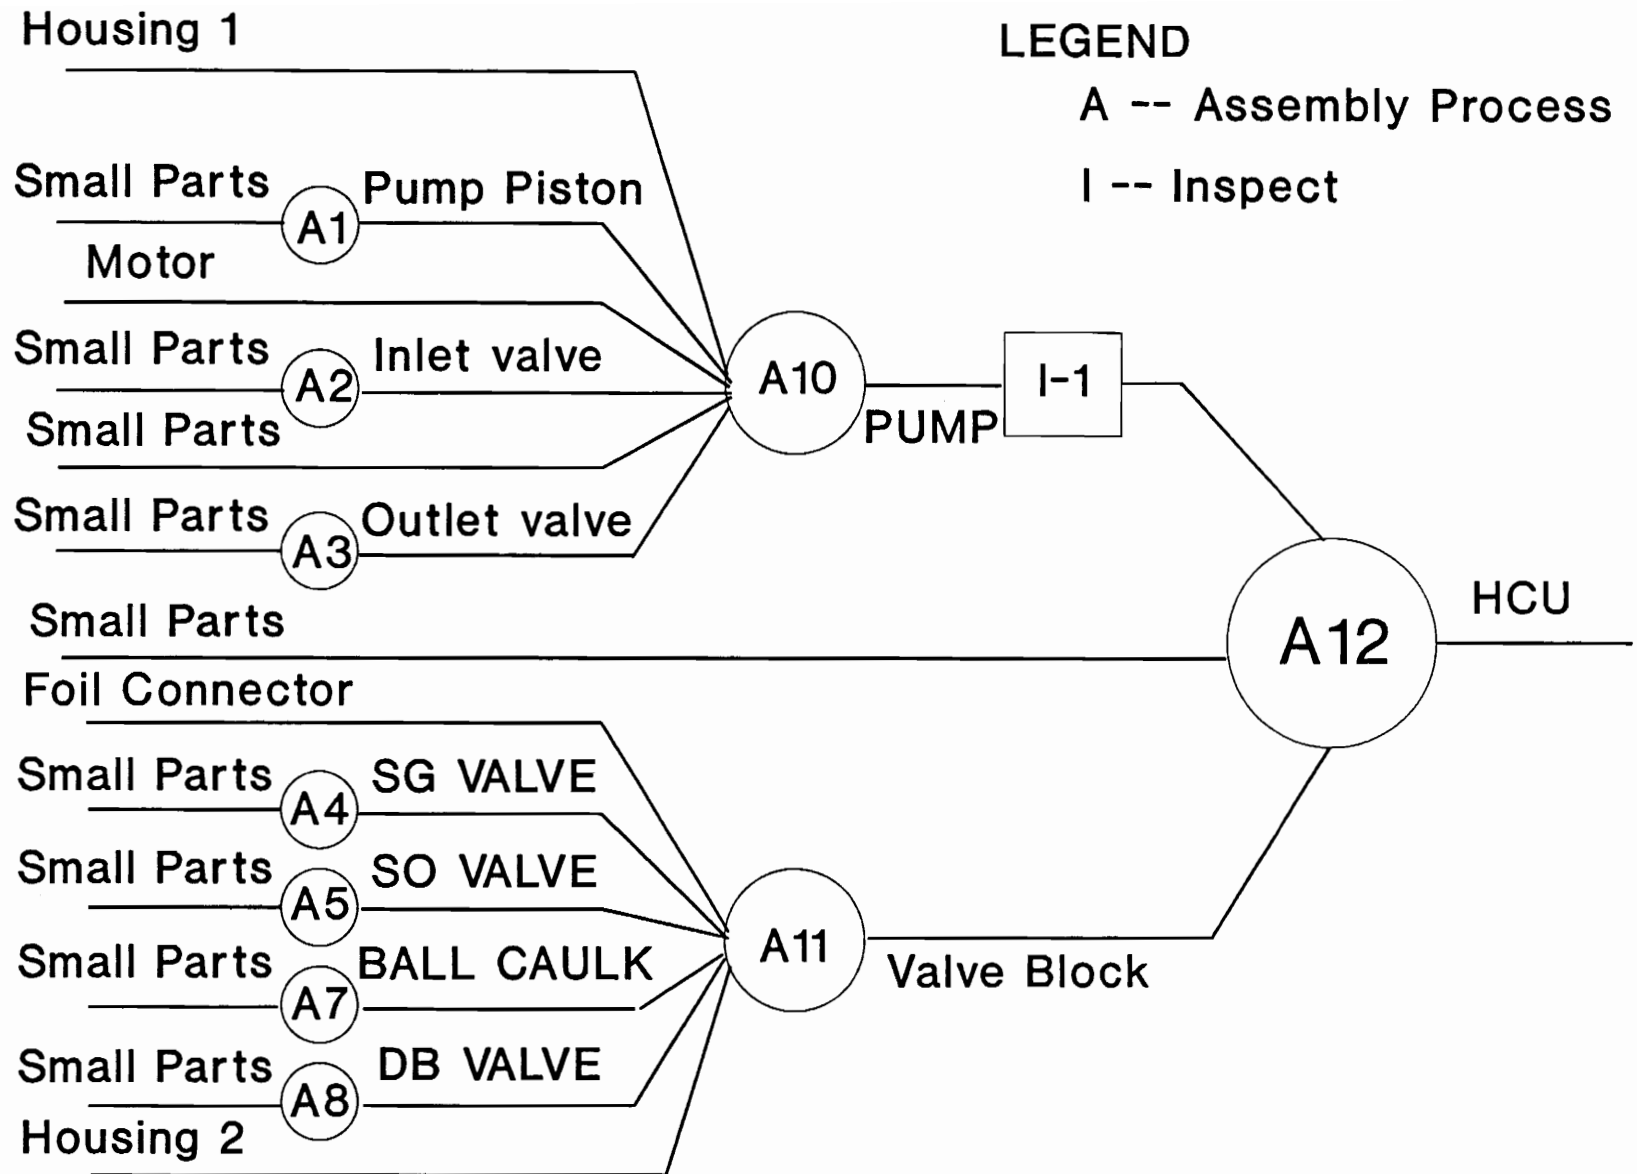 Housing 1
LEGEND
A -- Assembly Process
I -- Inspect
Small Parts
A1
Pump Piston
Motor
Small Parts
A2
Inlet valve
Small Parts
Small Parts
A3
Outlet valve
A10
PUMP
I-1
Small Parts
A12
HCU
Foil Connector
Small Parts
A4
SG VALVE
Small Parts
A5
SO VALVE
Small Parts
A7
BALL CAULK
Small Parts
A8
DB VALVE
Housing 2
A11
Valve Block